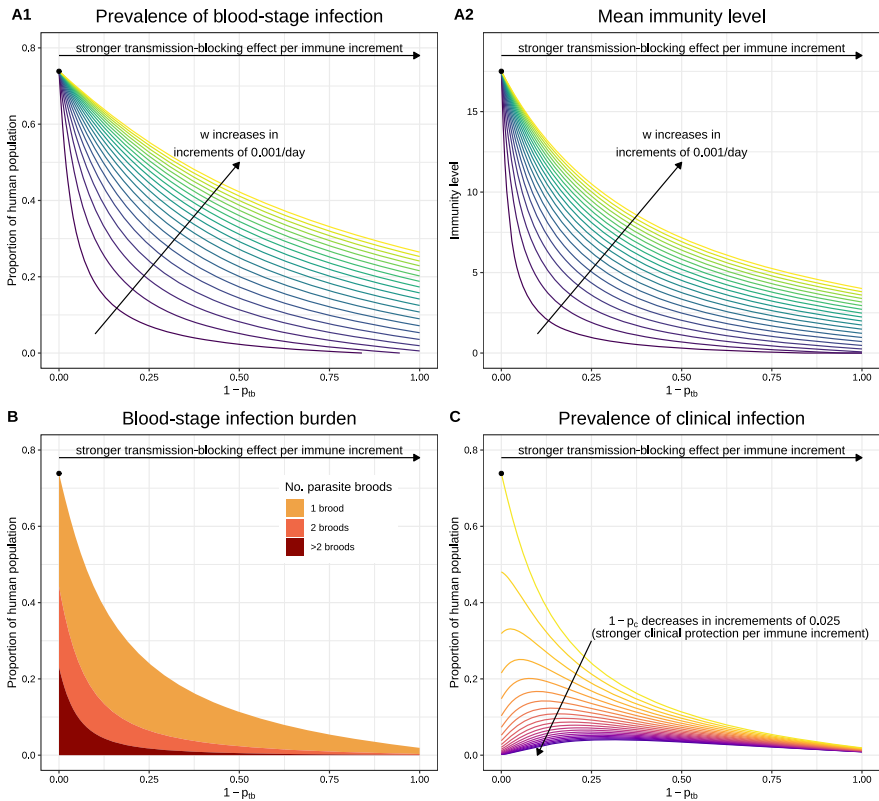 A1
Prevalence of blood-stage infection
stronger transmission-blocking effect per immune increment
w increases in
increments of 0.001/day
Proportion of human population
0.8
0.6
0.4
0.2
0.0
0.00
0.25
0.50
0.75
1.00
1 − p_tb
A2
Mean immunity level
stronger transmission-blocking effect per immune increment
w increases in
increments of 0.001/day
Immunity level
15
10
5
0
0.00
0.25
0.50
0.75
1.00
1 − p_tb
B
Blood-stage infection burden
stronger transmission-blocking effect per immune increment
No. parasite broods
1 brood
2 broods
>2 broods
Proportion of human population
0.8
0.6
0.4
0.2
0.0
0.00
0.25
0.50
0.75
1.00
1 − p_tb
C
Prevalence of clinical infection
stronger transmission-blocking effect per immune increment
1 − p_c decreases in incremements of 0.025
(stronger clinical protection per immune increment)
Proportion of human population
0.8
0.6
0.4
0.2
0.0
0.00
0.25
0.50
0.75
1.00
1 − p_tb